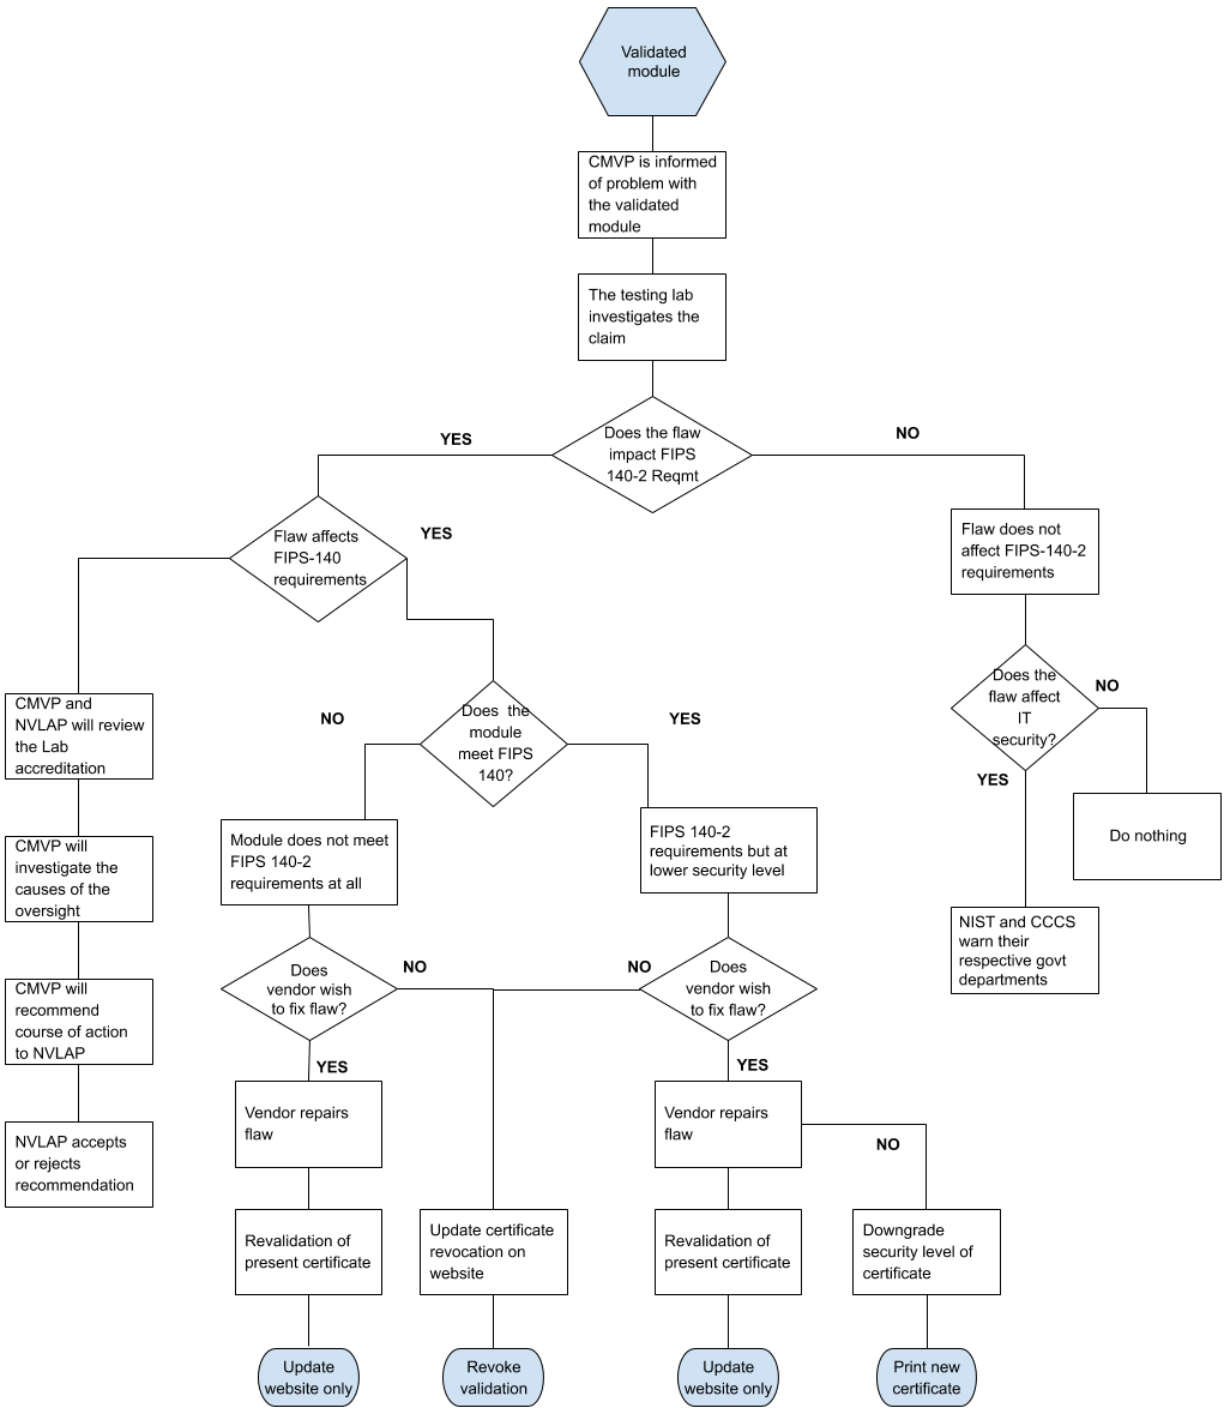 Validated
module
CMVP is informed
of problem with
the validated
module
The testing lab
investigates the
claim
Does the flaw
impact FIPS
140-2 Reqmt
YES
NO
Flaw affects
FIPS-140
requirements
YES
Flaw does not
affect FIPS-140-2
requirements
Does the
flaw affect
IT
security?
NO
YES
Do nothing
NIST and CCCS
warn their
respective govt
departments
CMVP and
NVLAP will review
the Lab
accreditation
CMVP will
investigate the
causes of the
oversight
CMVP will
recommend
course of action
to NVLAP
NVLAP accepts
or rejects
recommendation
Does the
module
meet FIPS
140?
NO
YES
Module does not meet
FIPS 140-2
requirements at all
FIPS 140-2
requirements but at
lower security level
Does
vendor wish
to fix flaw?
NO
YES
NO
Does
vendor wish
to fix flaw?
YES
Vendor repairs
flaw
Vendor repairs
flaw
NO
Revalidation of
present certificate
Update certificate
revocation on
website
Revalidation of
present certificate
Downgrade
security level of
certificate
Update
website only
Revoke
validation
Update
website only
Print new
certificate